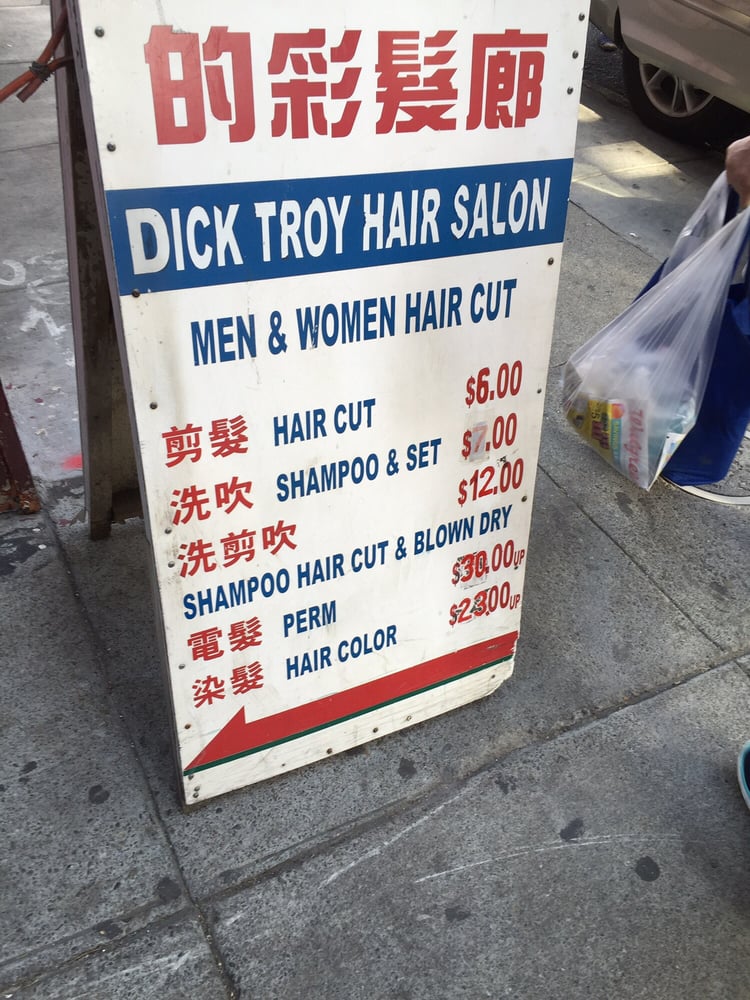 的彩髮廊
DICK TROY HAIR SALON
MEN & WOMEN HAIR CUT
剪髮 HAIR CUT $6.00
洗吹 SHAMPOO & SET $7.00
洗剪吹 $12.00
SHAMPOO HAIR CUT & BLOWN DRY
電髮 PERM $30.00UP
染髮 HAIR COLOR $23.00UP